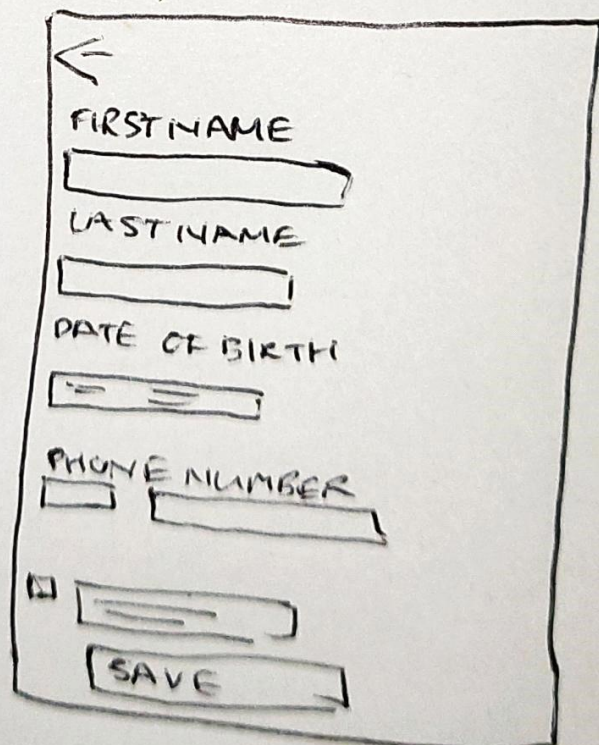 FIRSTNAME
LASTNAME
DATE OF BIRTH
PHONE NUMBER
SAVE